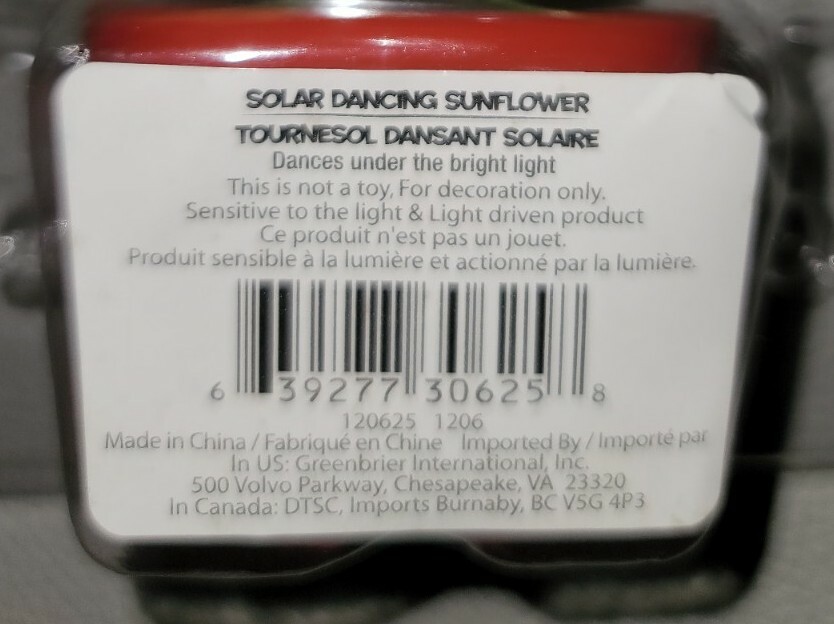 SOLAR DANCING SUNFLOWER
TOURNESOL DANSANT SOLAIRE
Dances under the bright light
This is not a toy, For decoration only.
Sensitive to the light & Light driven product
Ce produit n'est pas un jouet.
Produit sensible à la lumière et actionné par la lumière.
6 39277 30625 8
120625 1206
Made in China / Fabriqué en Chine Imported By / Importé par
In US: Greenbrier International, Inc.
500 Volvo Parkway, Chesapeake, VA 23320
In Canada: DTSC, Imports Burnaby, BC V5G 4P3